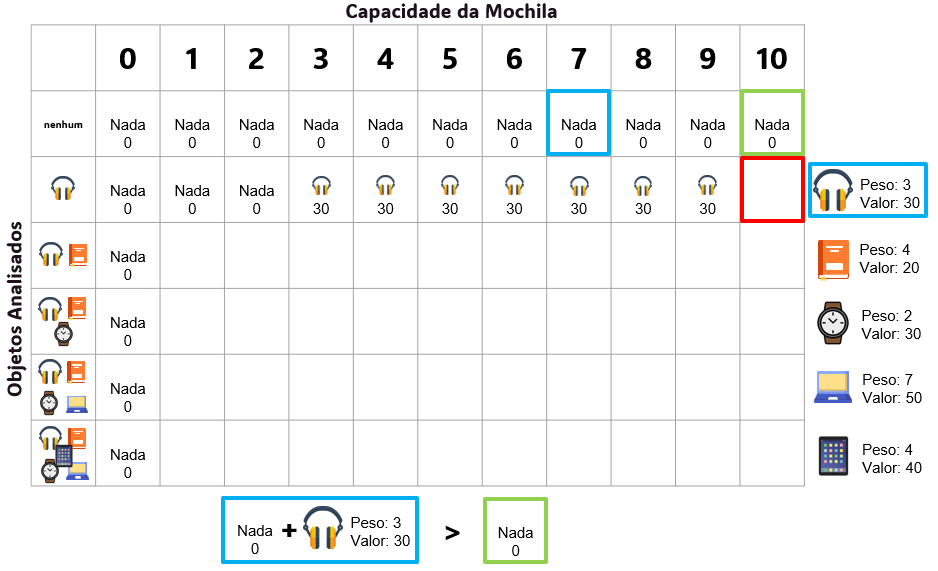 Capacidade da Mochila
0 1 2 3 4 5 6 7 8 9 10
nenhum
Nada Nada Nada Nada Nada Nada Nada Nada Nada Nada Nada
0 0 0 0 0 0 0 0 0 0 0
Nada Nada Nada
0 0 0 30 30 30 30 30 30 30
Peso: 3
Valor: 30
Objetos Analisados
Nada
0
Peso: 4
Valor: 20
Nada
0
Peso: 2
Valor: 30
Nada
0
Peso: 7
Valor: 50
Nada
0
Peso: 4
Valor: 40
Nada
0
+
Peso: 3
Valor: 30
>
Nada
0